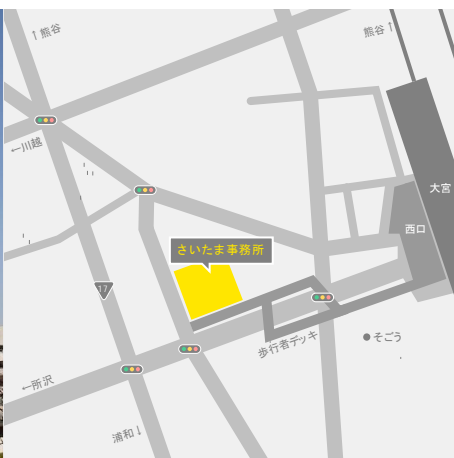 ↑熊谷
熊谷↑
←川越
大宮
西口
さいたま事務所
17
そごう
歩行者デッキ
←所沢
浦和↓